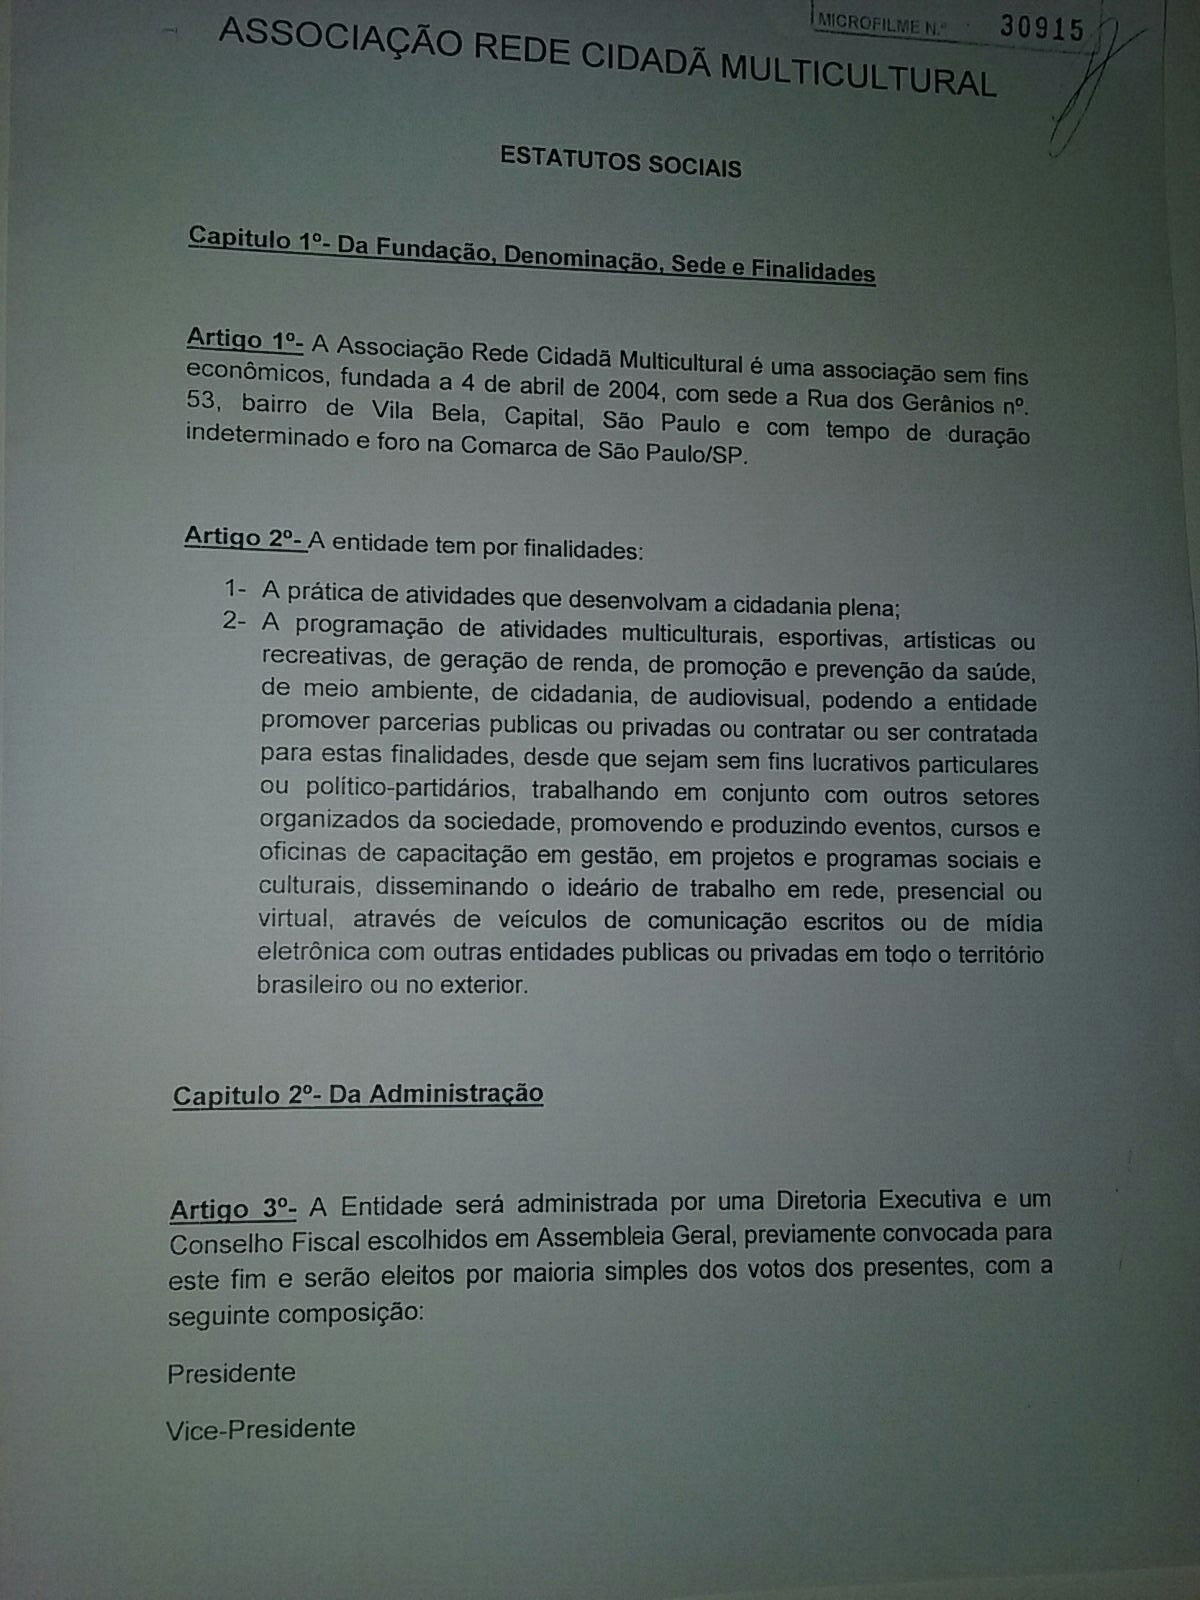 MICROFILME N.º 30915
ASSOCIAÇÃO REDE CIDADÃ MULTICULTURAL
ESTATUTOS SOCIAIS
Capitulo 1º- Da Fundação, Denominação, Sede e Finalidades
Artigo 1º- A Associação Rede Cidadã Multicultural é uma associação sem fins
econômicos, fundada a 4 de abril de 2004, com sede a Rua dos Gerânios nº.
53, bairro de Vila Bela, Capital, São Paulo e com tempo de duração
indeterminado e foro na Comarca de São Paulo/SP.
Artigo 2º- A entidade tem por finalidades:
1- A prática de atividades que desenvolvam a cidadania plena;
2- A programação de atividades multiculturais, esportivas, artísticas ou
recreativas, de geração de renda, de promoção e prevenção da saúde,
de meio ambiente, de cidadania, de audiovisual, podendo a entidade
promover parcerias publicas ou privadas ou contratar ou ser contratada
para estas finalidades, desde que sejam sem fins lucrativos particulares
ou político-partidários, trabalhando em conjunto com outros setores
organizados da sociedade, promovendo e produzindo eventos, cursos e
oficinas de capacitação em gestão, em projetos e programas sociais e
culturais, disseminando o ideário de trabalho em rede, presencial ou
virtual, através de veículos de comunicação escritos ou de mídia
eletrônica com outras entidades publicas ou privadas em todo o território
brasileiro ou no exterior.
Capitulo 2º- Da Administração
Artigo 3º- A Entidade será administrada por uma Diretoria Executiva e um
Conselho Fiscal escolhidos em Assembleia Geral, previamente convocada para
este fim e serão eleitos por maioria simples dos votos dos presentes, com a
seguinte composição:
Presidente
Vice-Presidente